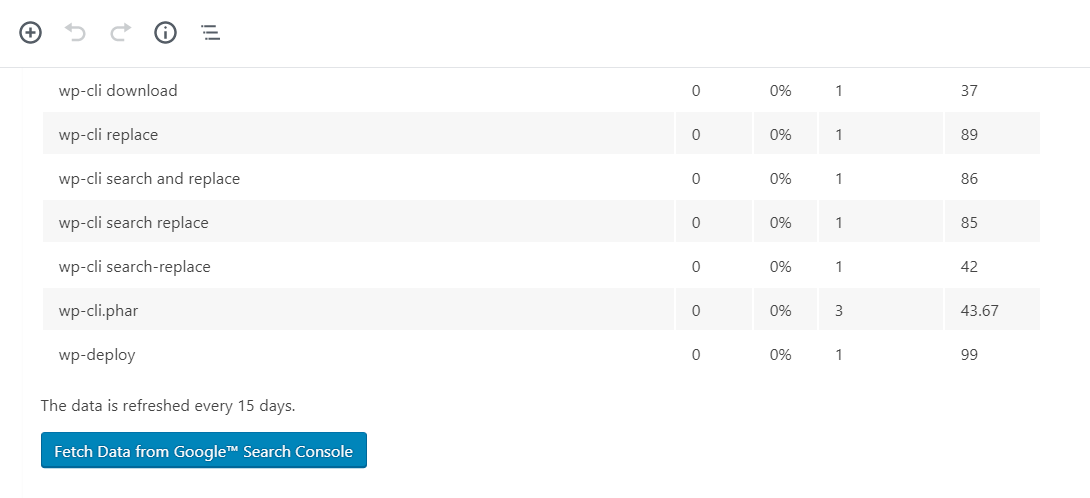 wp-cli download 0 0% 1 37
wp-cli replace 0 0% 1 89
wp-cli search and replace 0 0% 1 86
wp-cli search replace 0 0% 1 85
wp-cli search-replace 0 0% 1 42
wp-cli.phar 0 0% 3 43.67
wp-deploy 0 0% 1 99
The data is refreshed every 15 days.
Fetch Data from Google™ Search Console